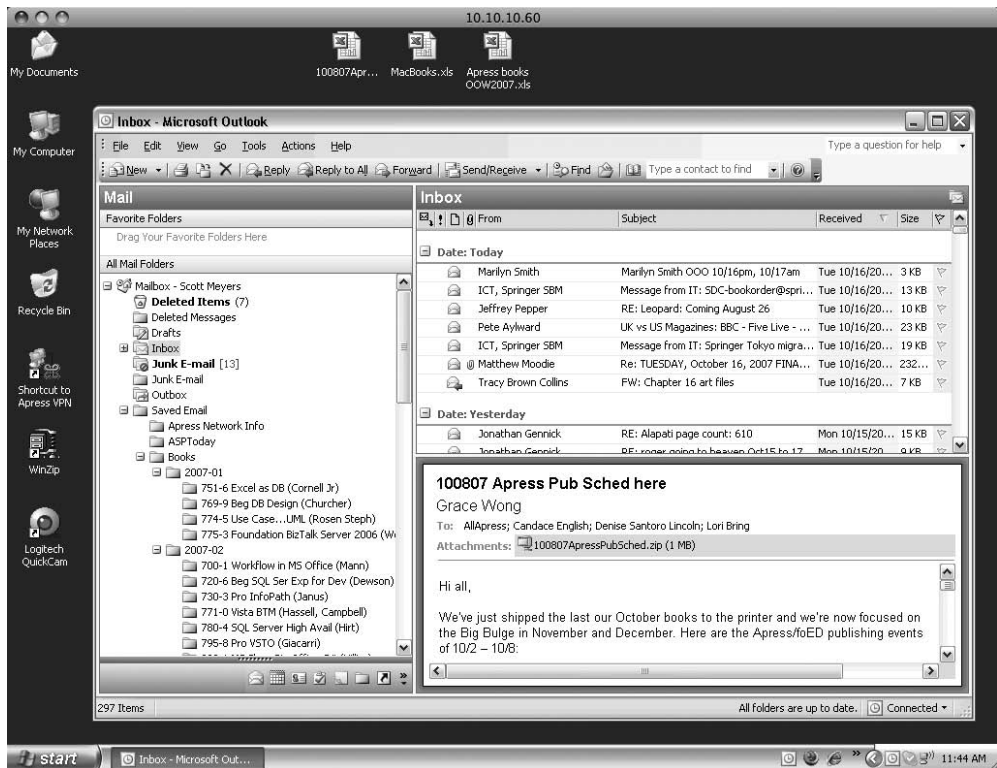 10.10.10.60
My Documents
100807Apr...
MacBooks.xls
Apress books
OOW2007.xls
My Computer
My Network
Places
Recycle Bin
Shortcut to
Apress VPN
WinZip
Logitech
QuickCam
Inbox - Microsoft Outlook
File Edit View Go Tools Actions Help
Type a question for help
New Reply Reply to All Forward Send/Receive Find Type a contact to find
Mail
Favorite Folders
Drag Your Favorite Folders Here
All Mail Folders
Mailbox - Scott Meyers
Deleted Items (7)
Deleted Messages
Drafts
Inbox
Junk E-mail [13]
Junk E-mail
Outbox
Saved Email
Apress Network Info
ASPToday
Books
2007-01
751-6 Excel as DB (Cornell Jr)
769-9 Beg DB Design (Churcher)
774-5 Use Case...UML (Rosen Steph)
775-3 Foundation BizTalk Server 2006 (W
2007-02
700-1 Workflow in MS Office (Mann)
720-6 Beg SQL Ser Exp for Dev (Dewson)
730-3 Pro InfoPath (Janus)
771-0 Vista BTM (Hassell, Campbell)
780-4 SQL Server High Avail (Hirt)
795-8 Pro VSTO (Giacarri)
Inbox
From Subject Received Size
Date: Today
Marilyn Smith Marilyn Smith OOO 10/16pm, 10/17am Tue 10/16/20... 3 KB
ICT, Springer SBM Message from IT: SDC-bookorder@spri... Tue 10/16/20... 13 KB
Jeffrey Pepper RE: Leopard: Coming August 26 Tue 10/16/20... 10 KB
Pete Aylward UK vs US Magazines: BBC - Five Live - ... Tue 10/16/20... 23 KB
ICT, Springer SBM Message from IT: Springer Tokyo migra... Tue 10/16/20... 19 KB
Matthew Moodie Re: TUESDAY, October 16, 2007 FINA... Tue 10/16/20... 232...
Tracy Brown Collins FW: Chapter 16 art files Tue 10/16/20... 7 KB
Date: Yesterday
Jonathan Gennick RE: Alapati page count: 610 Mon 10/15/20... 15 KB
Jonathan Gennick RE: roger going to heaven Oct15 to 17 Mon 10/15/20... 9 KB
100807 Apress Pub Sched here
Grace Wong
To: AllApress; Candace English; Denise Santoro Lincoln; Lori Bring
Attachments: 100807ApressPubSched.zip (1 MB)
Hi all,
We've just shipped the last our October books to the printer and we're now focused on
the Big Bulge in November and December. Here are the Apress/foED publishing events
of 10/2 – 10/8:
297 Items
All folders are up to date. Connected
start
Inbox - Microsoft Out...
11:44 AM